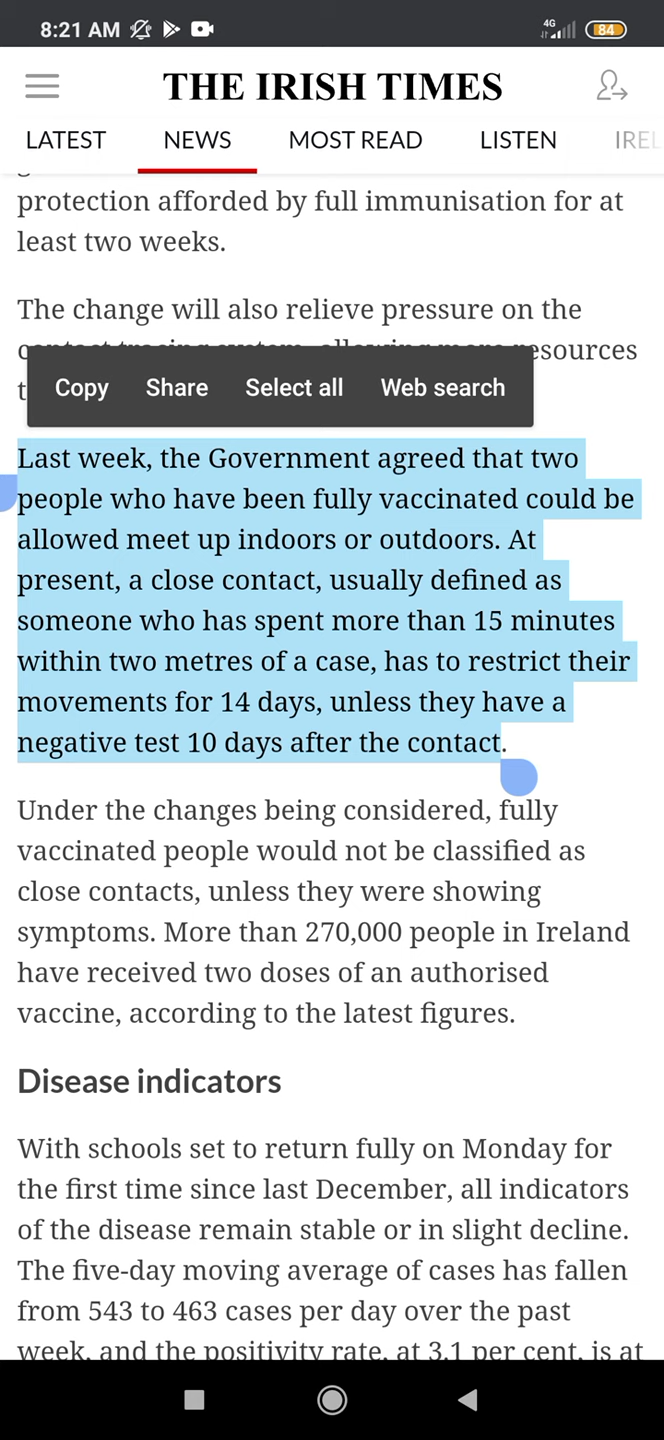 8:21 AM
4G
84
THE IRISH TIMES
LATEST NEWS MOST READ LISTEN IREL
protection afforded by full immunisation for at
least two weeks.
The change will also relieve pressure on the
esources
t
Copy Share Select all Web search
Last week, the Government agreed that two
people who have been fully vaccinated could be
allowed meet up indoors or outdoors. At
present, a close contact, usually defined as
someone who has spent more than 15 minutes
within two metres of a case, has to restrict their
movements for 14 days, unless they have a
negative test 10 days after the contact.
Under the changes being considered, fully
vaccinated people would not be classified as
close contacts, unless they were showing
symptoms. More than 270,000 people in Ireland
have received two doses of an authorised
vaccine, according to the latest figures.
Disease indicators
With schools set to return fully on Monday for
the first time since last December, all indicators
of the disease remain stable or in slight decline.
The five-day moving average of cases has fallen
from 543 to 463 cases per day over the past
week, and the positivity rate, at 3.1 per cent, is at